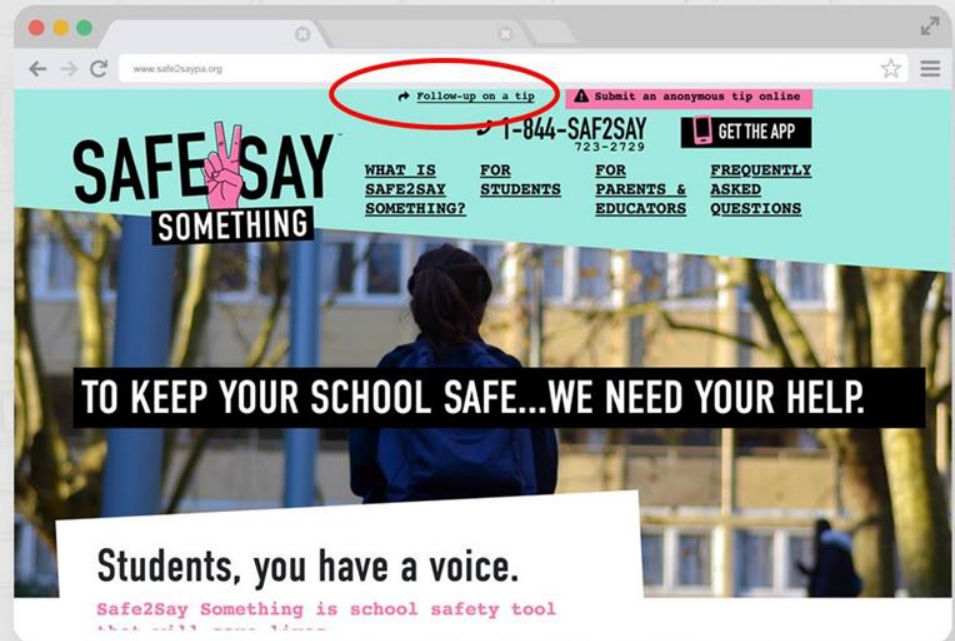 www.safe2saypa.org
Follow-up on a tip
Submit an anonymous tip online
1-844-SAF2SAY
723-2729
GET THE APP
SAFE SAY
SOMETHING
WHAT IS
SAFE2SAY
SOMETHING?
FOR
STUDENTS
FOR
PARENTS &
EDUCATORS
FREQUENTLY
ASKED
QUESTIONS
TO KEEP YOUR SCHOOL SAFE...WE NEED YOUR HELP.
Students, you have a voice.
Safe2Say Something is school safety tool